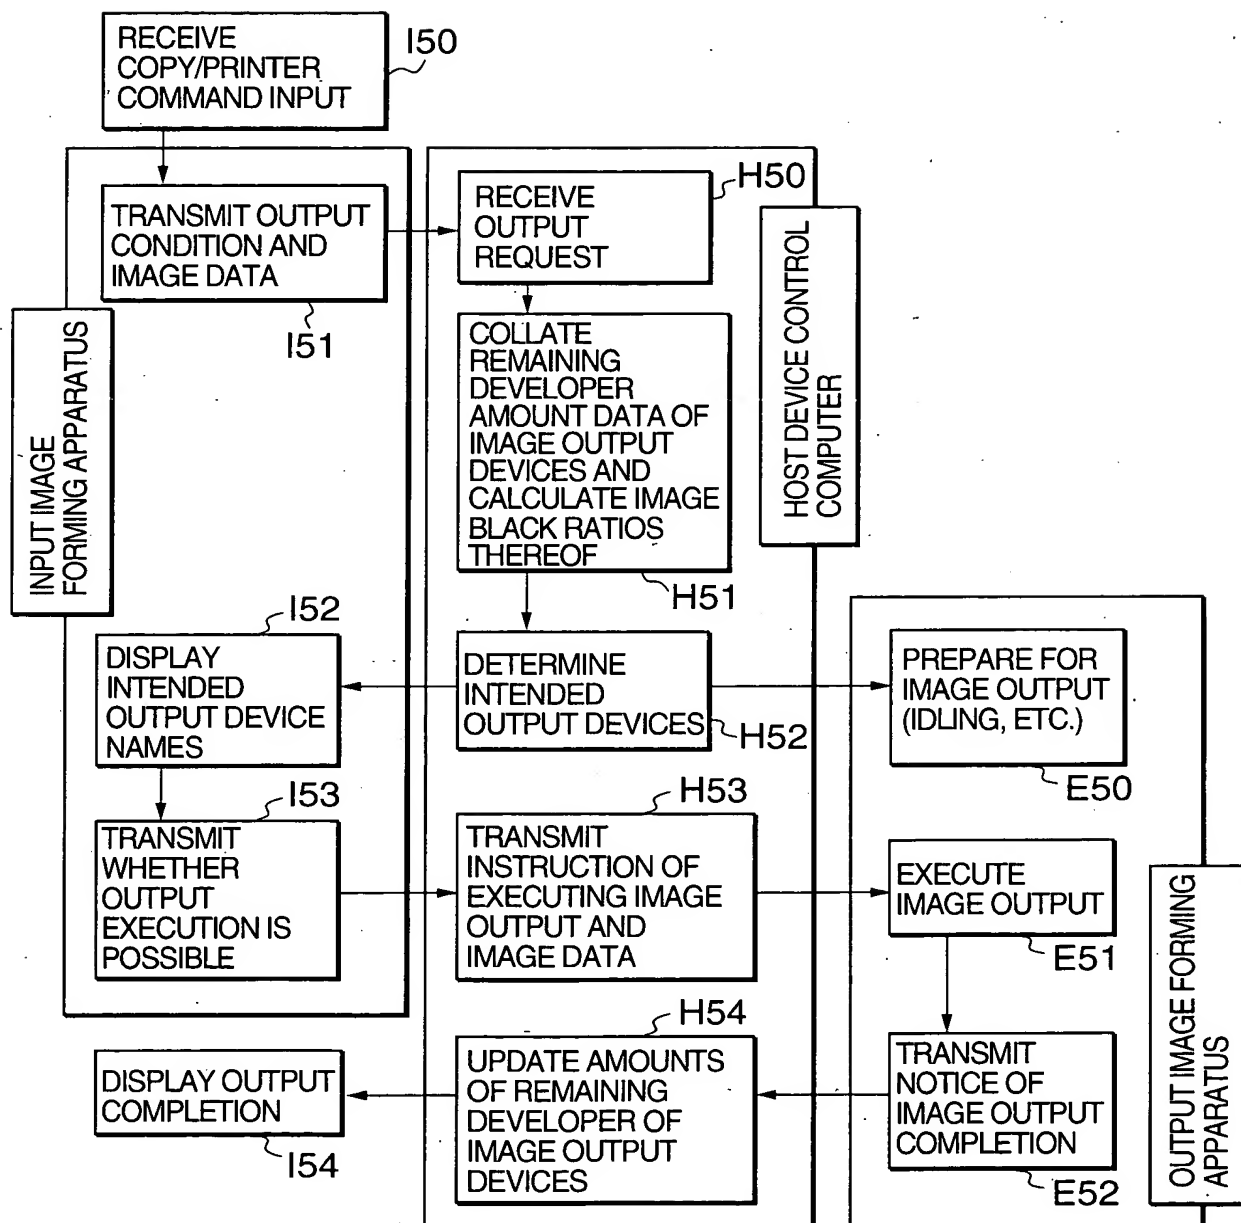 RECEIVE
COPY/PRINTER
COMMAND INPUT
I50
TRANSMIT OUTPUT
CONDITION AND
IMAGE DATA
I51
INPUT IMAGE
FORMING APPARATUS
RECEIVE
OUTPUT
REQUEST
H50
HOST DEVICE CONTROL
COMPUTER
COLLATE
REMAINING
DEVELOPER
AMOUNT DATA OF
IMAGE OUTPUT
DEVICES AND
CALCULATE IMAGE
BLACK RATIOS
THEREOF
H51
I52
DISPLAY
INTENDED
OUTPUT DEVICE
NAMES
DETERMINE
INTENDED
OUTPUT DEVICES
H52
PREPARE FOR
IMAGE OUTPUT
(IDLING, ETC.)
E50
I53
TRANSMIT
WHETHER
OUTPUT
EXECUTION IS
POSSIBLE
H53
TRANSMIT
INSTRUCTION OF
EXECUTING IMAGE
OUTPUT AND
IMAGE DATA
EXECUTE
IMAGE OUTPUT
E51
OUTPUT IMAGE FORMING
APPARATUS
DISPLAY OUTPUT
COMPLETION
I54
H54
UPDATE AMOUNTS
OF REMAINING
DEVELOPER OF
IMAGE OUTPUT
DEVICES
TRANSMIT
NOTICE OF
IMAGE OUTPUT
COMPLETION
E52